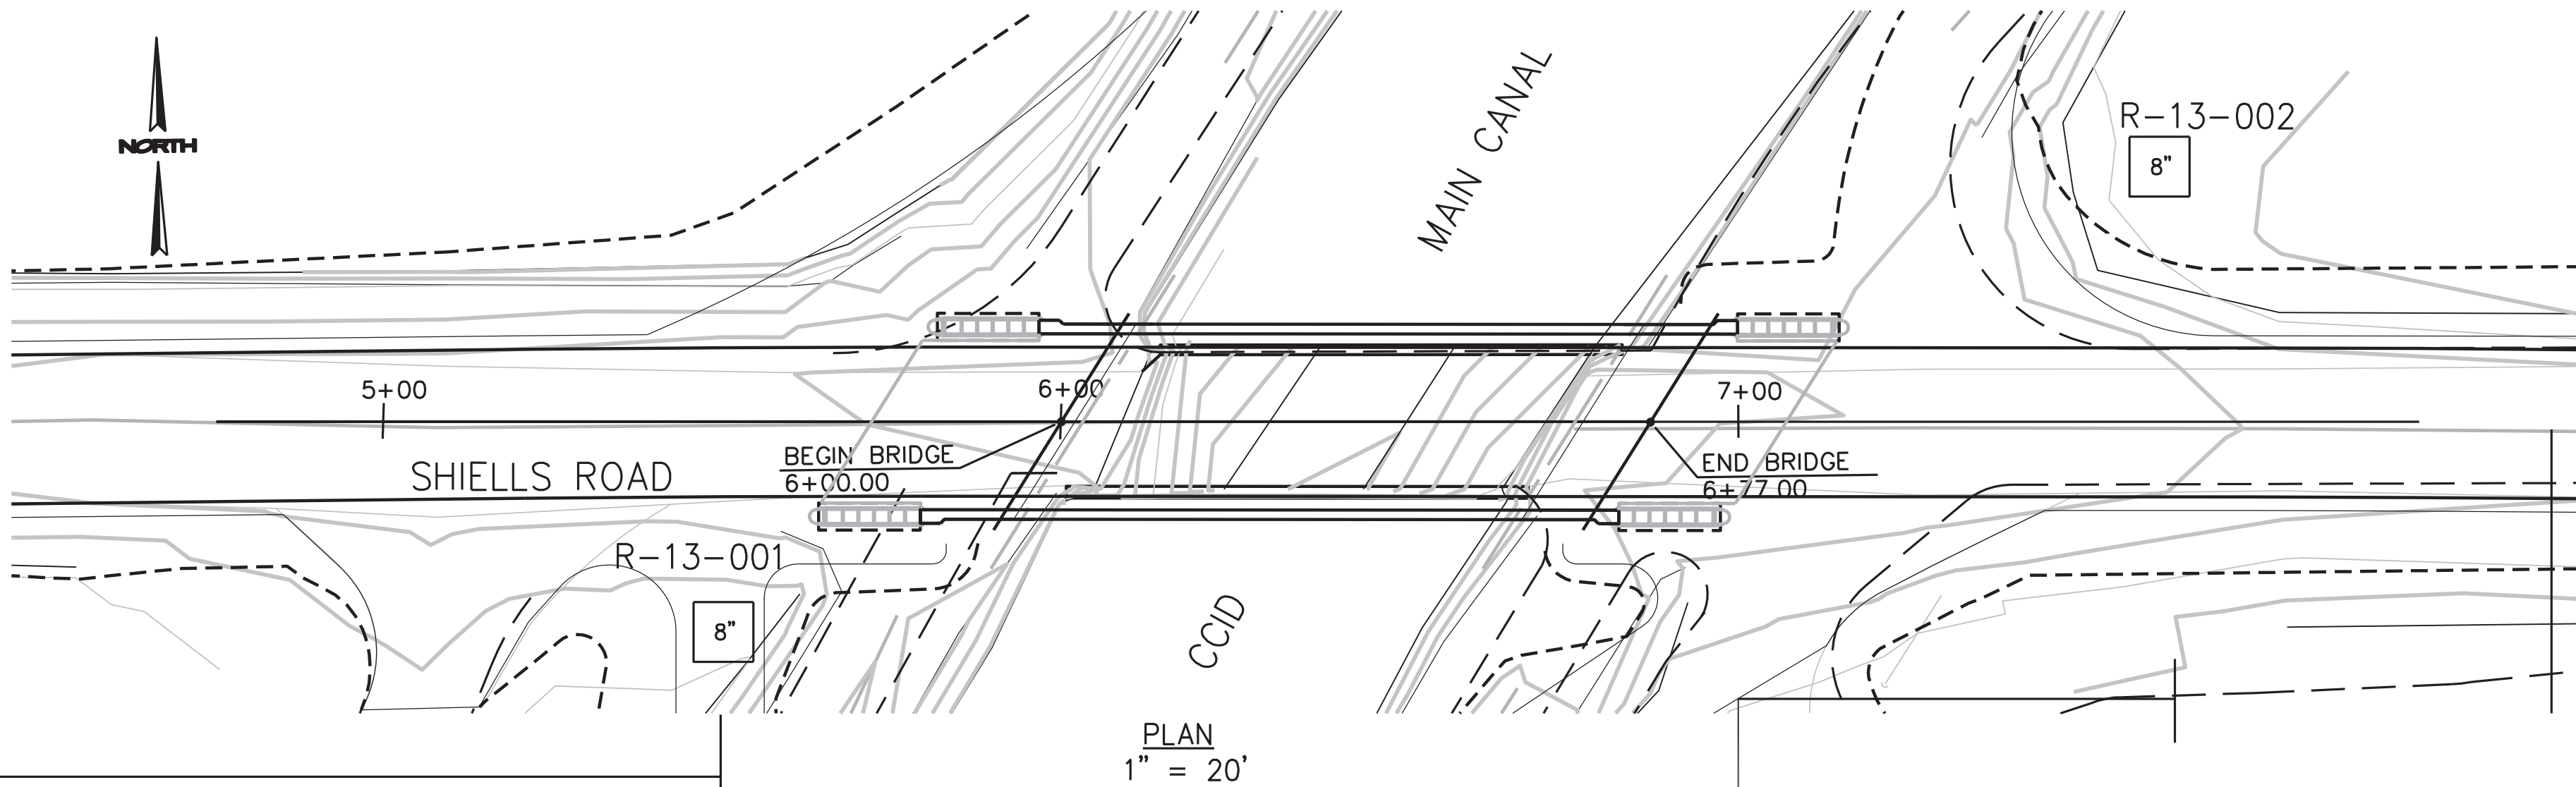 NORTH
MAIN CANAL
R-13-002
8"
5+00
6+00
7+00
BEGIN BRIDGE
6+00.00
END BRIDGE
6+77.00
SHIELLS ROAD
R-13-001
8"
CCID
PLAN
1" = 20'